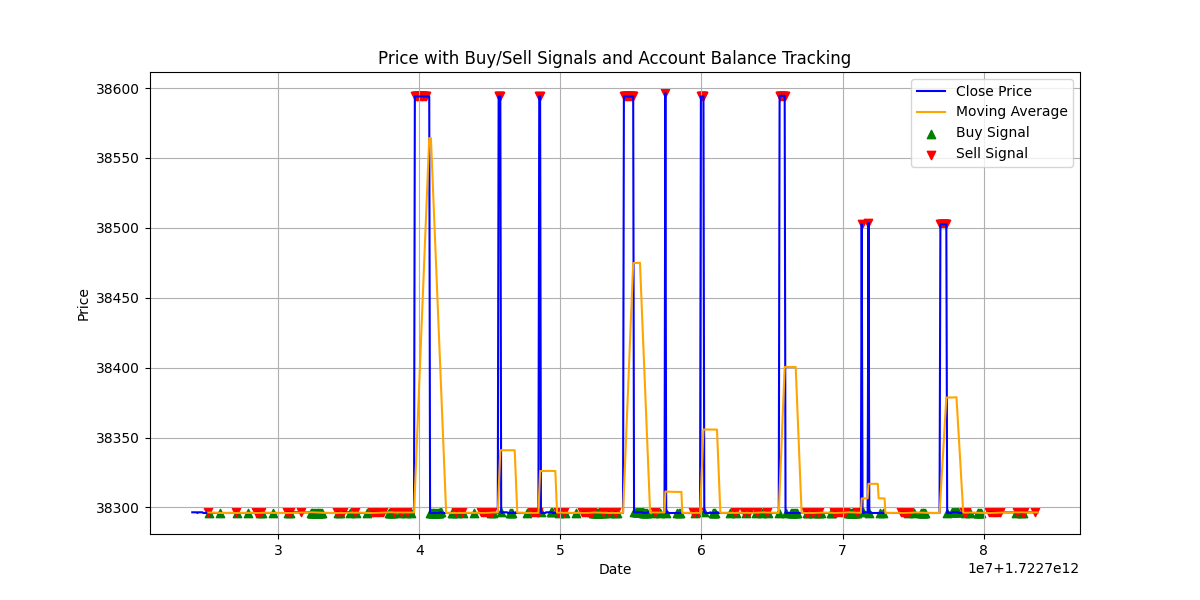 Price with Buy/Sell Signals and Account Balance Tracking
Close Price
Moving Average
Buy Signal
Sell Signal
38600
38550
38500
38450
38400
38350
38300
Price
3 4 5 6 7 8
1e7+1.7227e12
Date